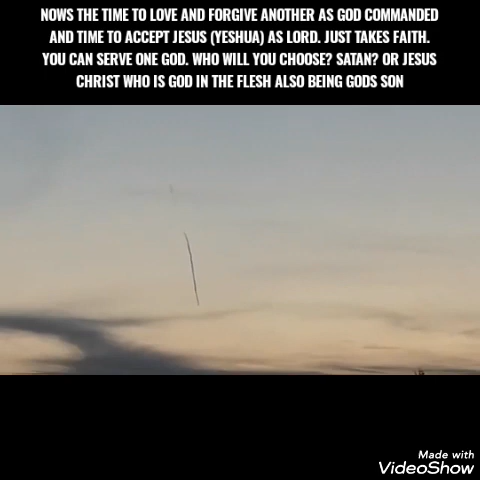 NOWS THE TIME TO LOVE AND FORGIVE ANOTHER AS GOD COMMANDED
AND TIME TO ACCEPT JESUS (YESHUA) AS LORD. JUST TAKES FAITH.
YOU CAN SERVE ONE GOD. WHO WILL YOU CHOOSE? SATAN? OR JESUS
CHRIST WHO IS GOD IN THE FLESH ALSO BEING GODS SON
Made with
VideoShow